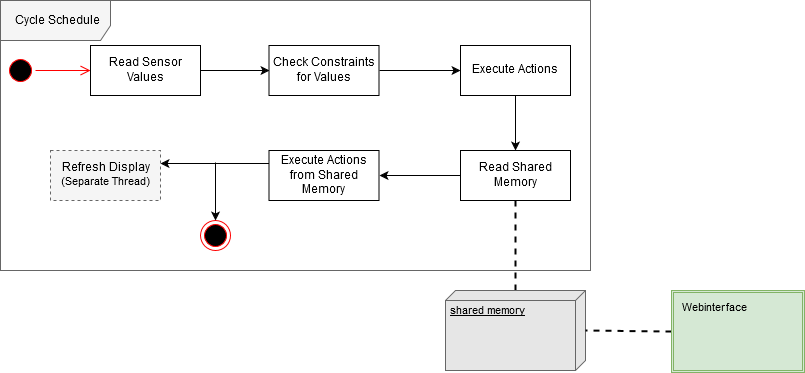 Cycle Schedule
Read Sensor
Values
Check Constraints
for Values
Execute Actions
Refresh Display
(Separate Thread)
Execute Actions
from Shared
Memory
Read Shared
Memory
shared memory
Webinterface